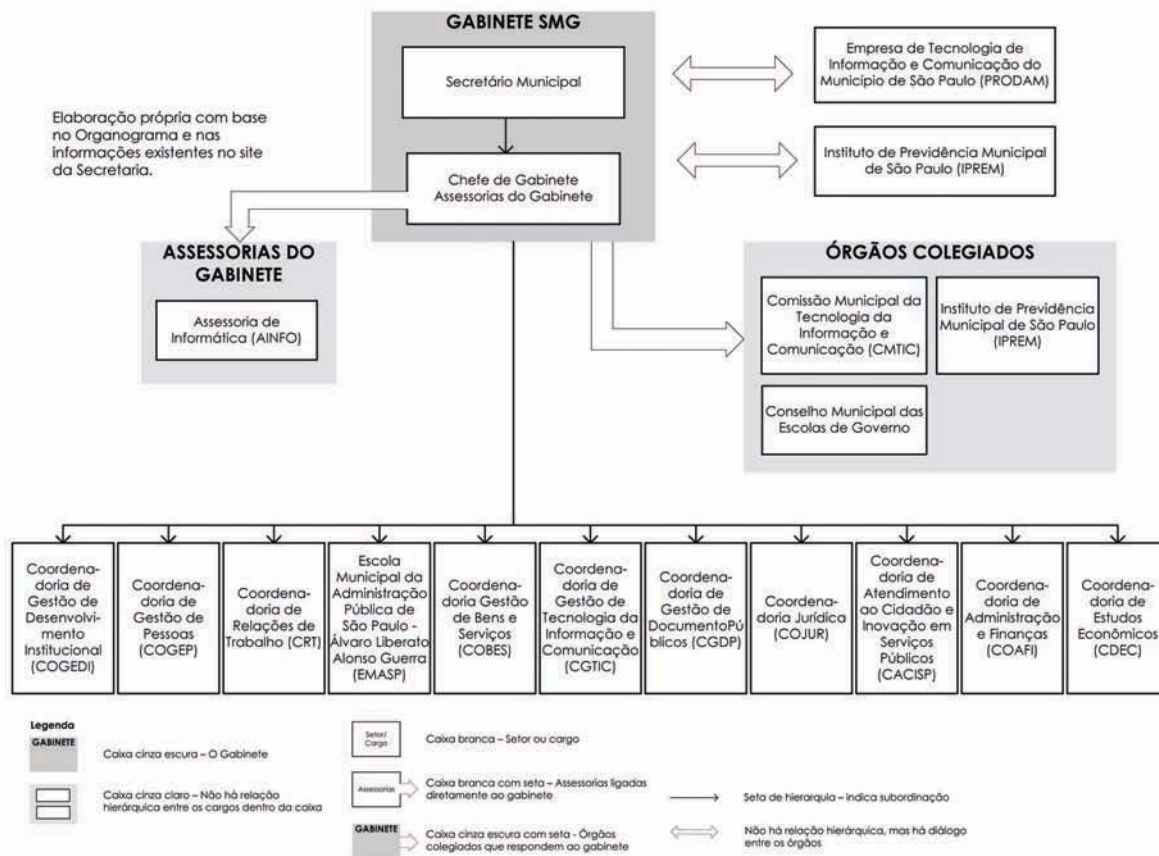 GABINETE SMG
Secretário Municipal
Chefe de Gabinete
Assessorias do Gabinete
Empresa de Tecnologia de
Informação e Comunicação do
Município de São Paulo (PRODAM)
Instituto de Previdência Municipal
de São Paulo (IPREM)
Elaboração própria com base
no Organograma e nas
informações existentes no site
da Secretaria.
ASSESSORIAS DO
GABINETE
Assessoria de
Informática (AINFO)
ÓRGÃOS COLEGIADOS
Comissão Municipal da
Tecnologia da
Informação e
Comunicação (CMTIC)
Instituto de Previdência
Municipal de São Paulo
(IPREM)
Conselho Municipal das
Escolas de Governo
Coordena-
doria de
Gestão de
Desenvolvi
mento
Institucional
(COGEDI)
Coordena-
doria de
Gestão de
Pessoas
(COGEP)
Coordena-
doria de
Relações de
Trabalho (CRT)
Escola
Municipal da
Administração
Pública de
São Paulo -
Álvaro Liberato
Alonso Guerra
(EMASP)
Coordena-
doria Gestão
de Bens e
Serviços
(COBES)
Coordena-
doria de Gestão
de Tecnologia
da Informação e
Comunicação
(CGTIC)
Coordena-
doria de
Gestão de
DocumentoPú
blicos (CGDP)
Coordena-
doria Jurídica
(COJUR)
Coordena-
doria de
Atendimento
ao Cidadão e
Inovação em
Serviços
Públicos
(CACISP)
Coordena-
doria de
Administração
e Finanças
(COAFI)
Coordena-
doria de
Estudos
Econômicos
(CDEC)
Legenda
GABINETE
Caixa cinza escura – O Gabinete
Caixa cinza claro – Não há relação
hierárquica entre os cargos dentro da caixa
Setor/
Cargo
Caixa branca – Setor ou cargo
Assessorias
Caixa branca com seta – Assessorias ligadas
diretamente ao gabinete
GABINETE
Caixa cinza escura com seta - Órgãos
colegiados que respondem ao gabinete
Seta de hierarquia – indica subordinação
Não há relação hierárquica, mas há diálogo
entre os órgãos